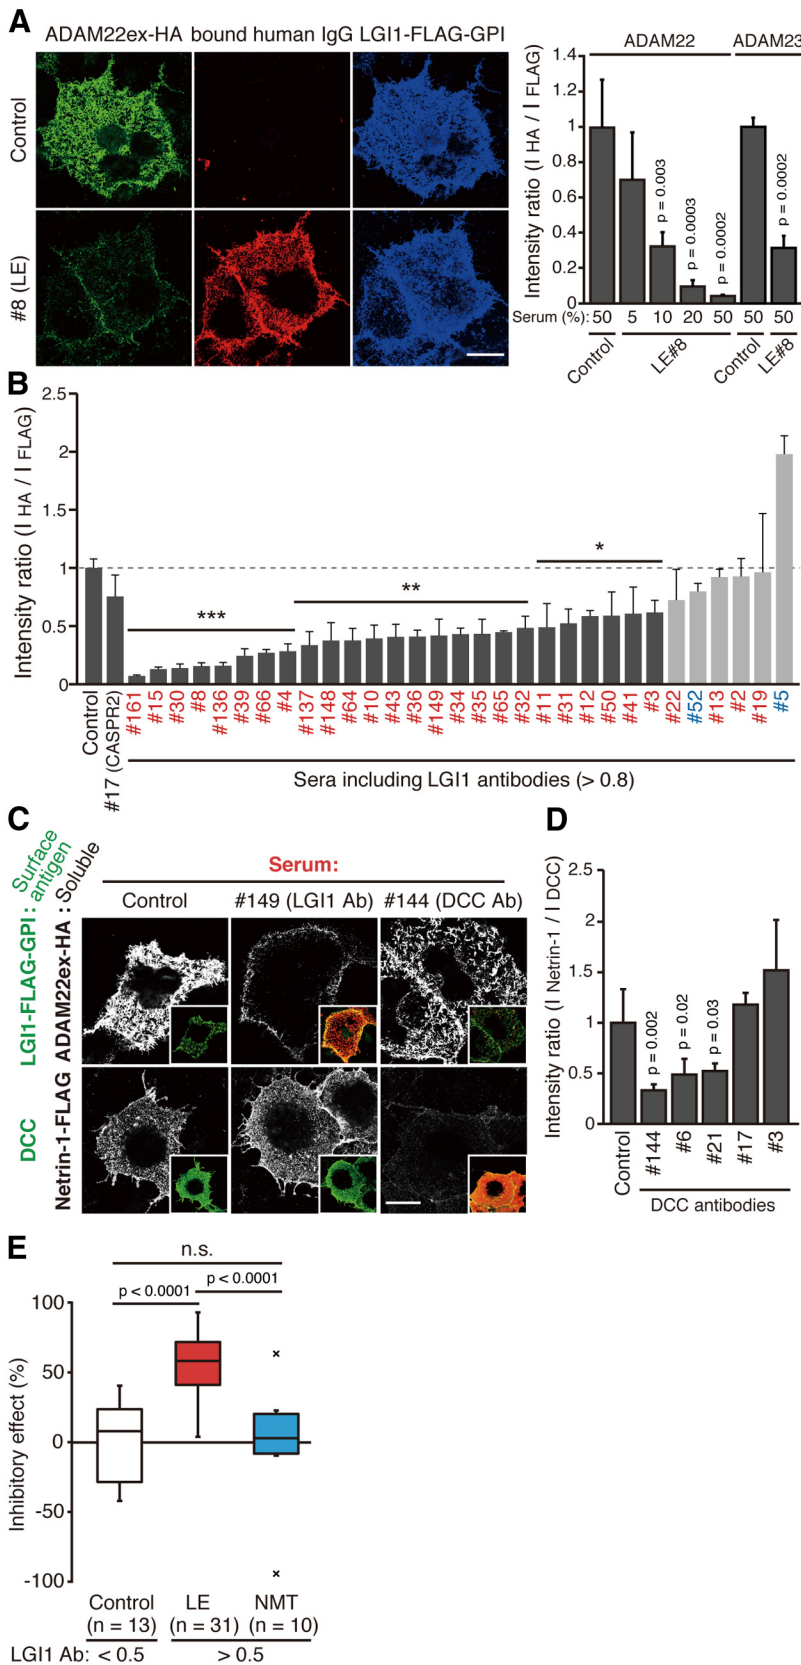 A
ADAM22ex-HA bound human IgG LGI1-FLAG-GPI
Control
#8 (LE)
Intensity ratio (I HA / I FLAG)
1.4
1.2
1
0.8
0.6
0.4
0.2
0
ADAM22 ADAM23
p = 0.003
p = 0.0003
p = 0.0002
p = 0.0002
Serum (%): 50 5 10 20 50 50 50
Control LE#8 Control LE#8
B
Intensity ratio (I HA / I FLAG)
2.5
2
1.5
1
0.5
0
*** ** *
Control
#17 (CASPR2)
#161
#15
#30
#8
#136
#39
#66
#4
#137
#148
#64
#10
#43
#36
#149
#34
#35
#65
#32
#11
#31
#12
#50
#41
#3
#22
#52
#13
#2
#19
#5
Sera including LGI1 antibodies (> 0.8)
C
Surface antigen : Soluble
Serum:
Control #149 (LGI1 Ab) #144 (DCC Ab)
LGI1-FLAG-GPI : ADAM22ex-HA
DCC Netrin-1-FLAG
D
Intensity ratio (I Netrin-1 / I DCC)
2.5
2
1.5
1
0.5
0
p = 0.002
p = 0.02
p = 0.03
Control
#144
#6
#21
#17
#3
DCC antibodies
E
n.s.
p < 0.0001 p < 0.0001
Inhibitory effect (%)
100
50
0
-50
-100
Control LE NMT
(n = 13) (n = 31) (n = 10)
LGI1 Ab: < 0.5 > 0.5